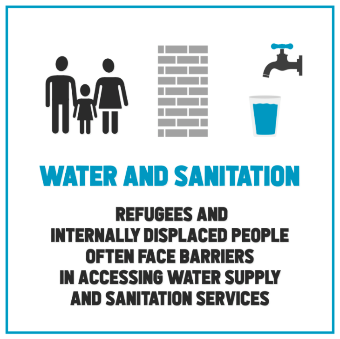 WATER AND SANITATION
REFUGEES AND
INTERNALLY DISPLACED PEOPLE
OFTEN FACE BARRIERS
IN ACCESSING WATER SUPPLY
AND SANITATION SERVICES